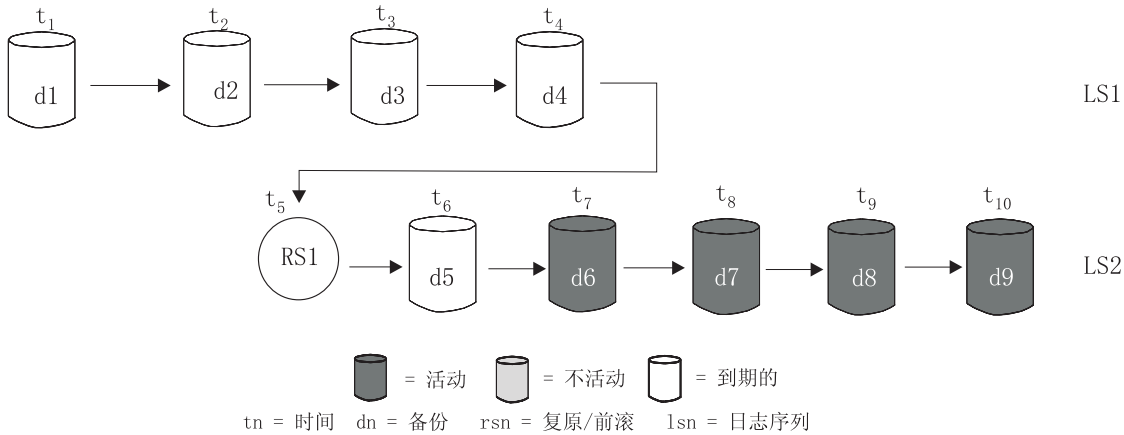 t1 t2 t3 t4
d1 d2 d3 d4 LS1
t5 t6 t7 t8 t9 t10
RS1 d5 d6 d7 d8 d9 LS2
= 活动 = 不活动 = 到期的
tn = 时间 dn = 备份 rsn = 复原/前滚 lsn = 日志序列